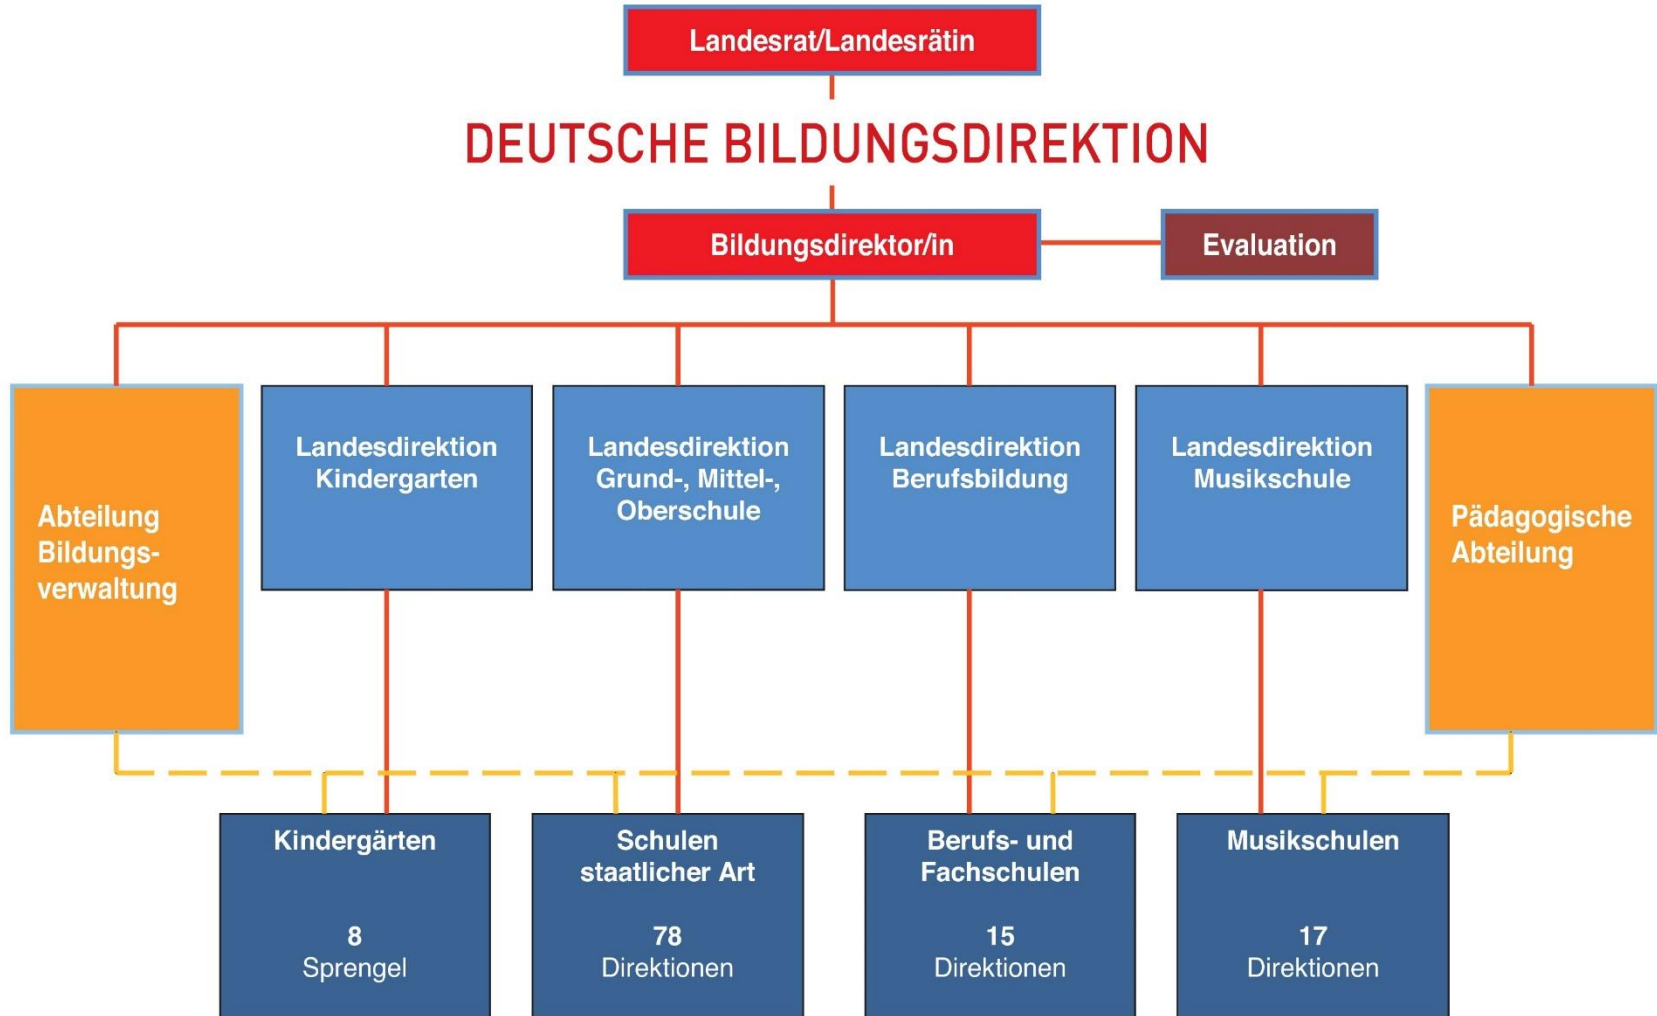 Landesrat/Landesrätin
DEUTSCHE BILDUNGSDIREKTION
Bildungsdirektor/in
Evaluation
Abteilung
Bildungs-
verwaltung
Landesdirektion
Kindergarten
Landesdirektion
Grund-, Mittel-,
Oberschule
Landesdirektion
Berufsbildung
Landesdirektion
Musikschule
Pädagogische
Abteilung
Kindergärten
8
Sprengel
Schulen
staatlicher Art
78
Direktionen
Berufs- und
Fachschulen
15
Direktionen
Musikschulen
17
Direktionen